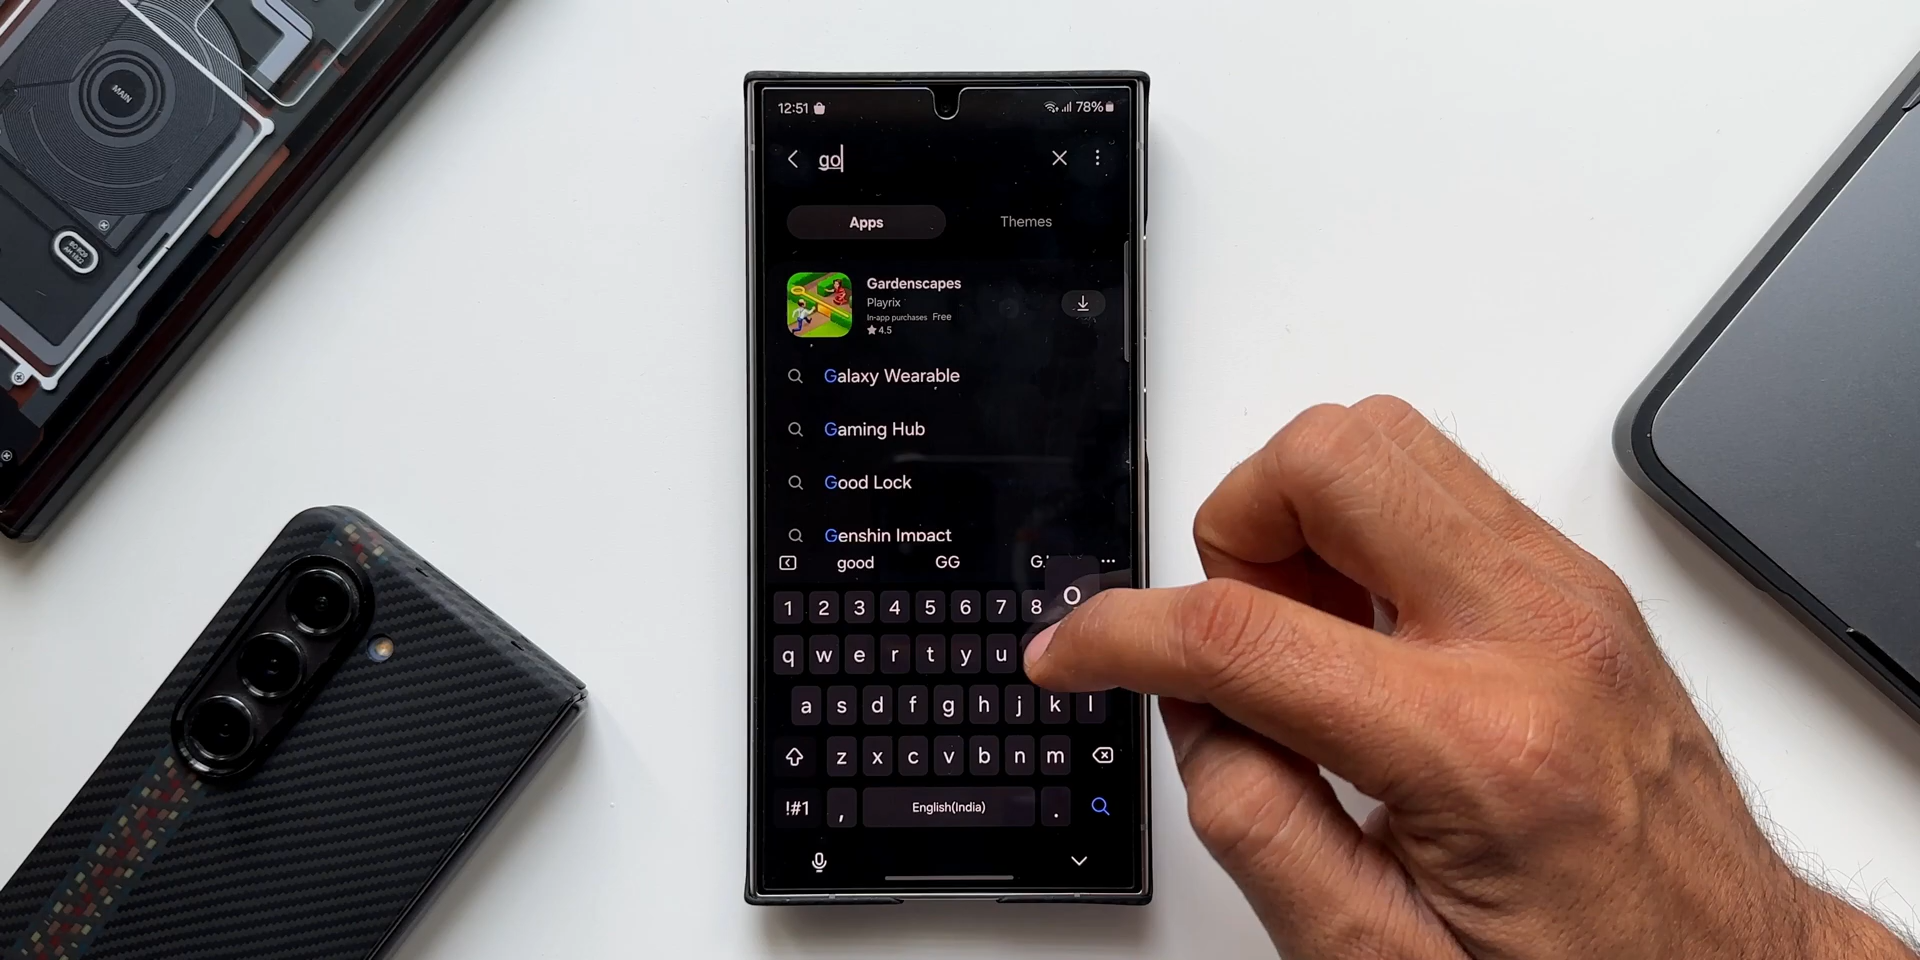 MAIN
12:51
78%
go
Apps
Themes
Gardenscapes
Playrix
In-app purchases Free
★4.5
Galaxy Wearable
Gaming Hub
Good Lock
Genshin Impact
good GG G
o
1 2 3 4 5 6 7 8
q w e r t y u
a s d f g h j k l
z x c v b n m
!#1 , English(India) .